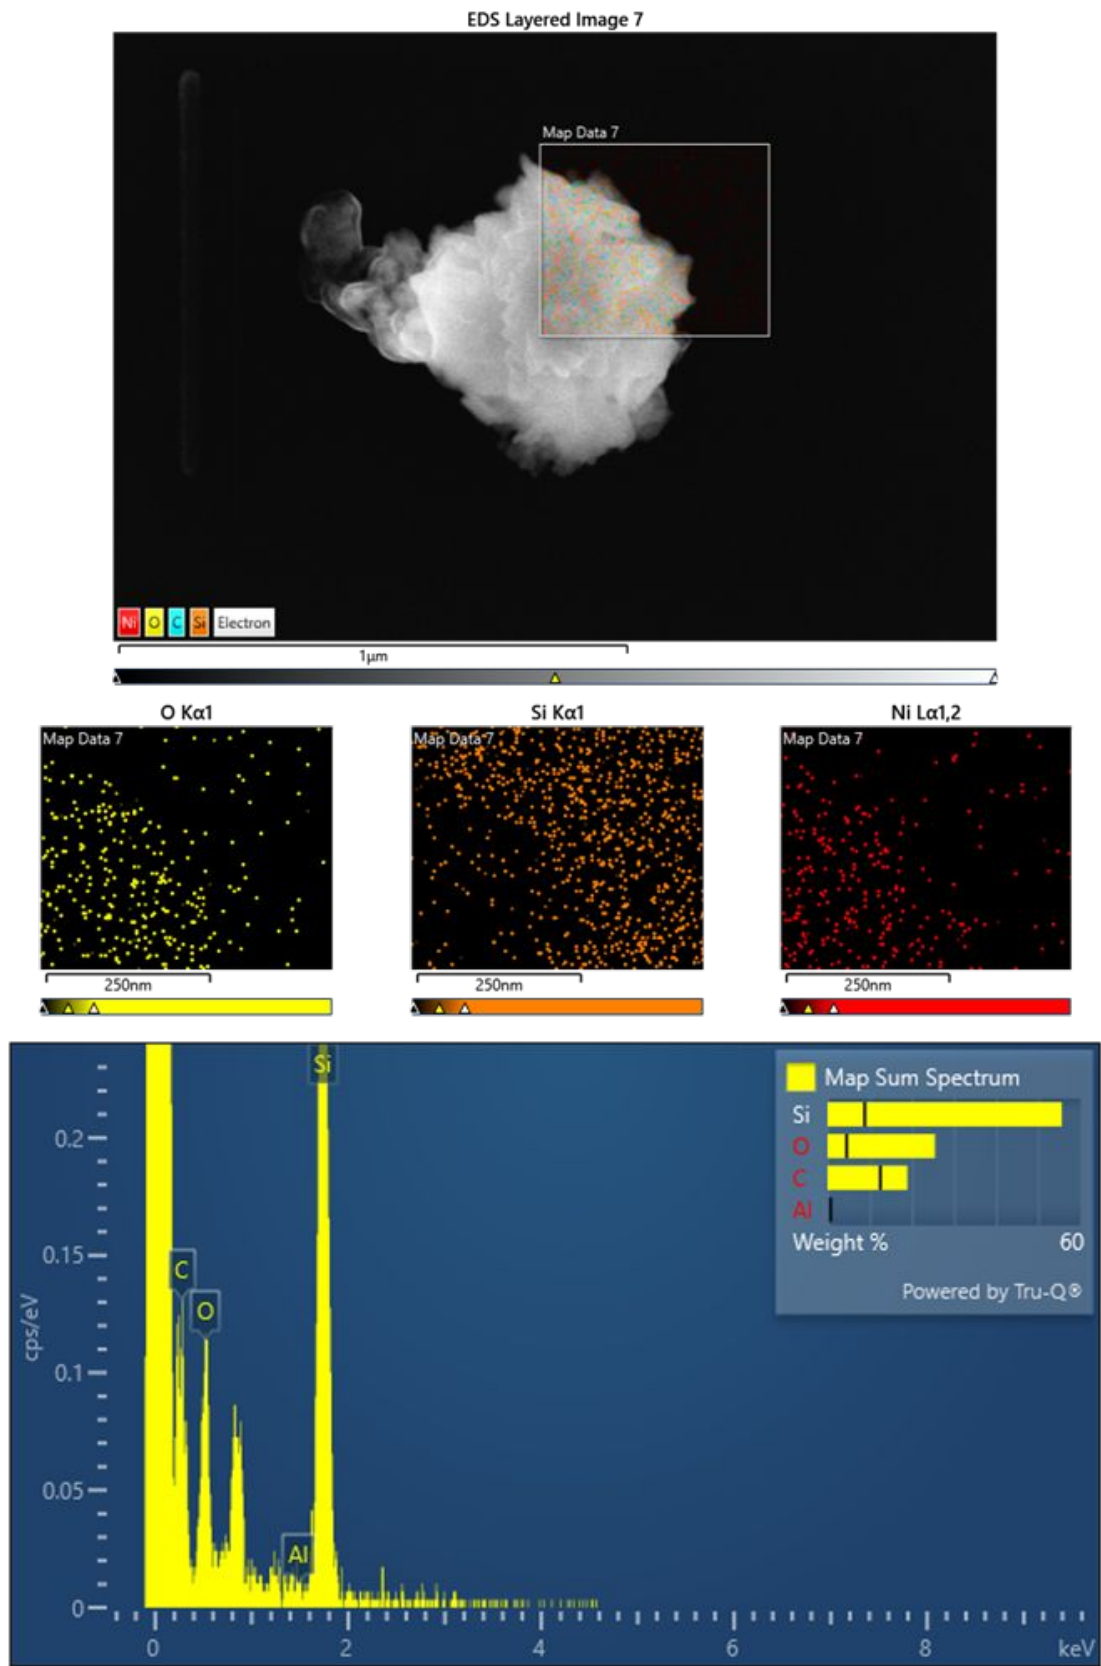 EDS Layered Image 7
Map Data 7
Ni O C Si Electron
1μm
O Kα1 Si Kα1 Ni Lα1,2
Map Data 7 Map Data 7 Map Data 7
250nm 250nm 250nm
Si
Map Sum Spectrum
Si
0.2
O
C
Al
Weight % 60
0.15
C
Powered by Tru-Q®
O
cps/eV
0.1
0.05
Al
0
0 2 4 6 8 keV